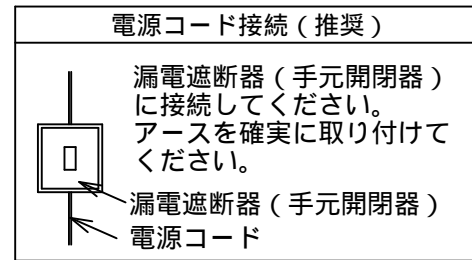 電源コード接続(推奨)
漏電遮断器(手元開閉器)
に接続してください。
アースを確実に取り付けて
ください。
漏電遮断器(手元開閉器)
電源コード